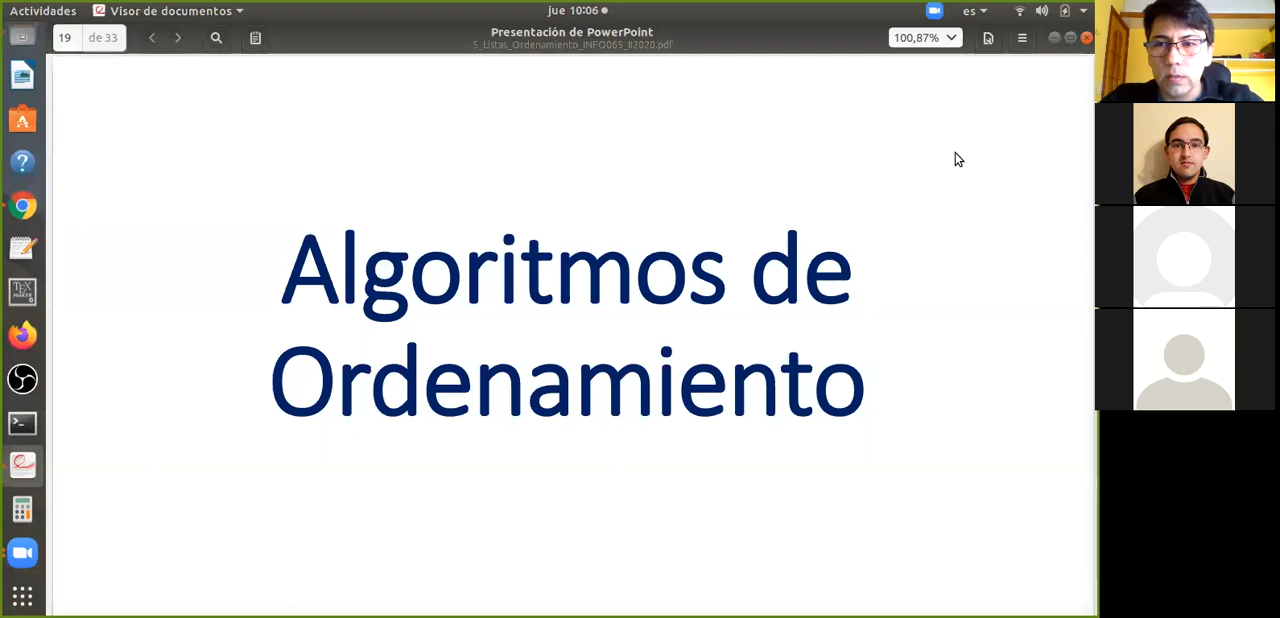 Actividades
Visor de documentos
jue 10:06
es
19
de 33
Presentación de PowerPoint
5_Listas_Ordenamiento_INFO065_II2020.pdf
100,87%
Algoritmos de
Ordenamiento